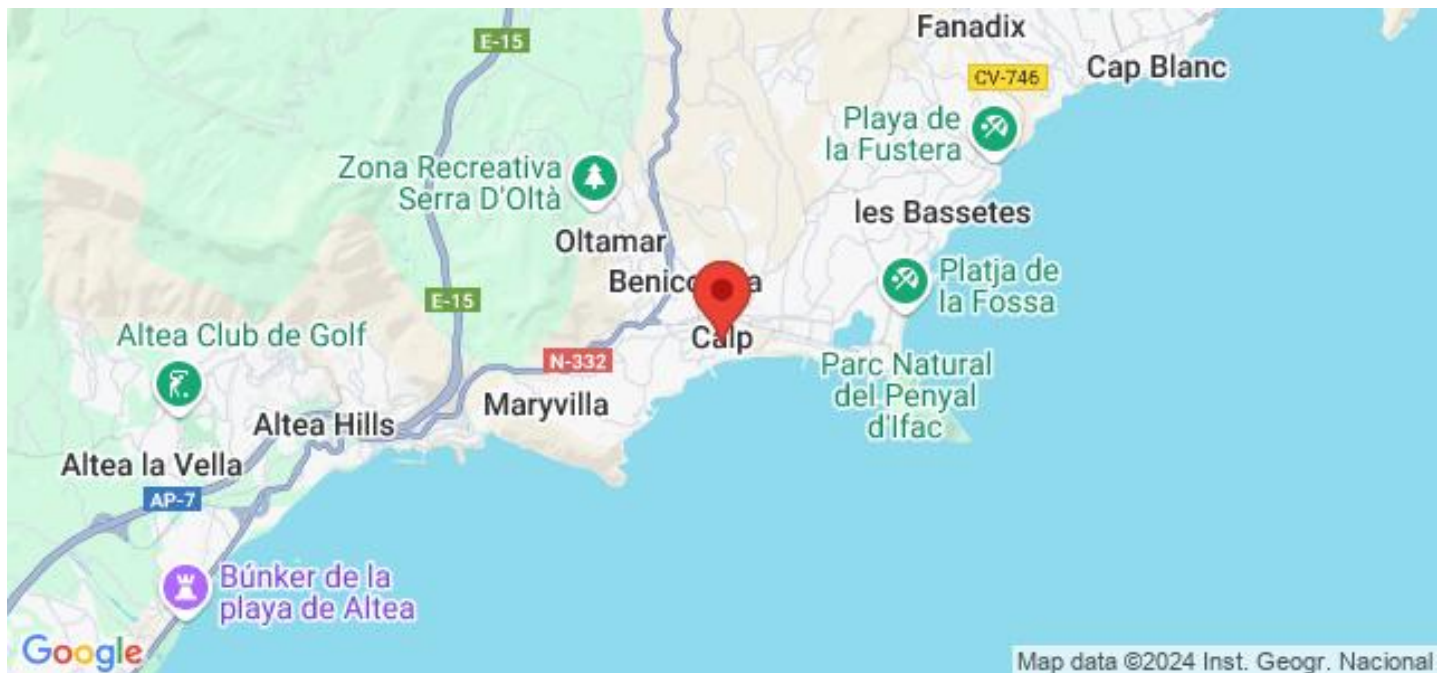 Fanadix
E-15
Cap Blanc
CV-746
Playa de
la Fustera
Zona Recreativa
Serra D'Oltà
les Bassetes
Oltamar
Platja de
la Fossa
E-15
Altea Club de Golf
Calp
N-332
Parc Natural
del Penyal
d'Ifac
Maryvilla
Altea Hills
Altea la Vella
AP-7
Búnker de la
playa de Altea
Google
Map data ©2024 Inst. Geogr. Nacional